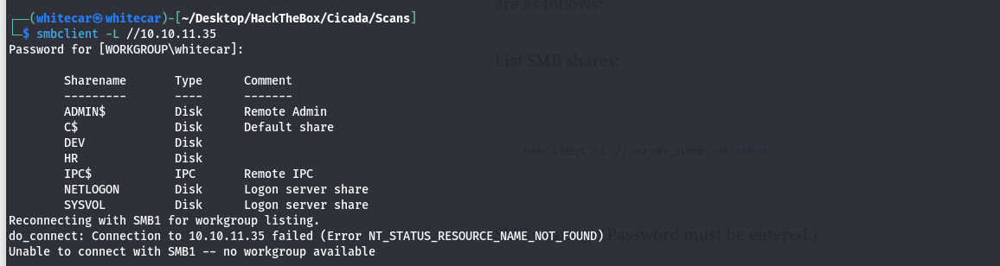 ┌──(whitecar㉿whitecar)-[~/Desktop/HackTheBox/Cicada/Scans]
└─$ smbclient -L //10.10.11.35
Password for [WORKGROUP\whitecar]:
are as follows:
List SMB shares:
Sharename Type Comment
--------- ---- -------
ADMIN$ Disk Remote Admin
C$ Disk Default share
DEV Disk
smbclient -L //server_name -U users
HR Disk
IPC$ IPC Remote IPC
NETLOGON Disk Logon server share
SYSVOL Disk Logon server share
Reconnecting with SMB1 for workgroup listing.
do_connect: Connection to 10.10.11.35 failed (Error NT_STATUS_RESOURCE_NAME_NOT_FOUND)
Password must be entered.)
Unable to connect with SMB1 -- no workgroup available